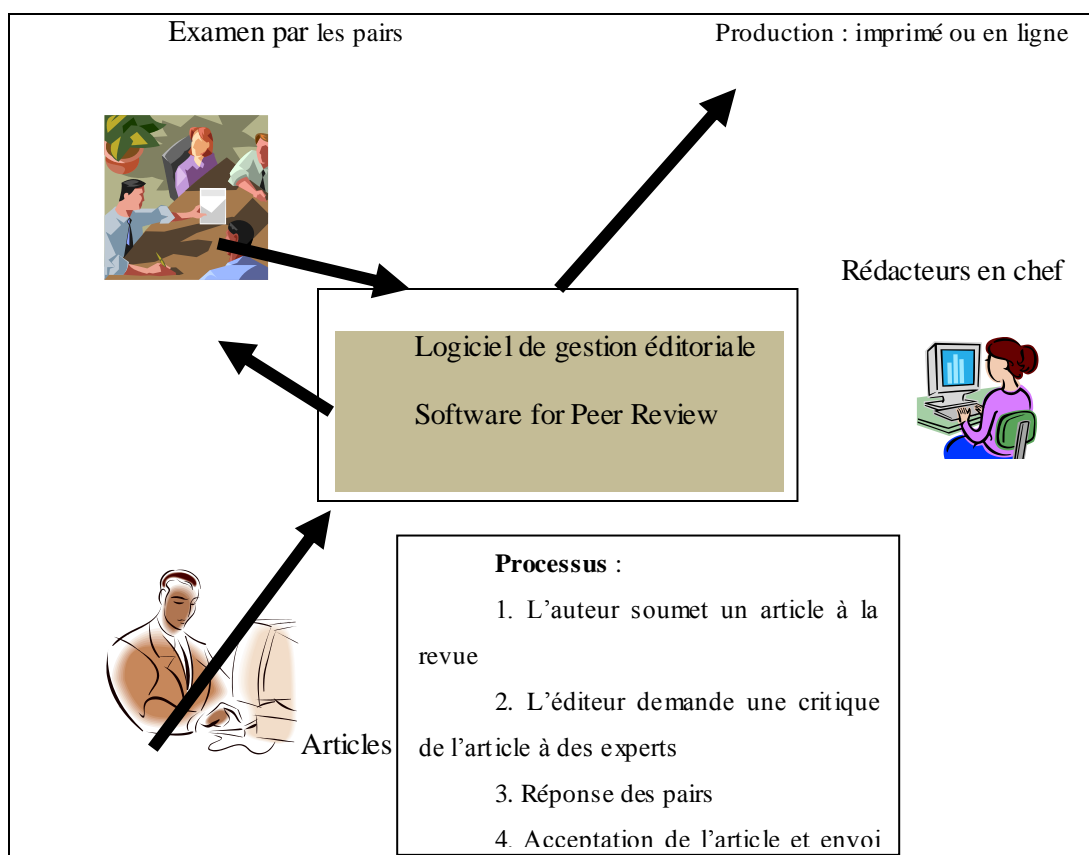 Examen par les pairs
Production : imprimé ou en ligne
Rédacteurs en chef
Logiciel de gestion éditoriale
Software for Peer Review
Articles
Processus :
1. L’auteur soumet un article à la
revue
2. L’éditeur demande une critique
de l’article à des experts
3. Réponse des pairs
4. Acceptation de l’article et envoi